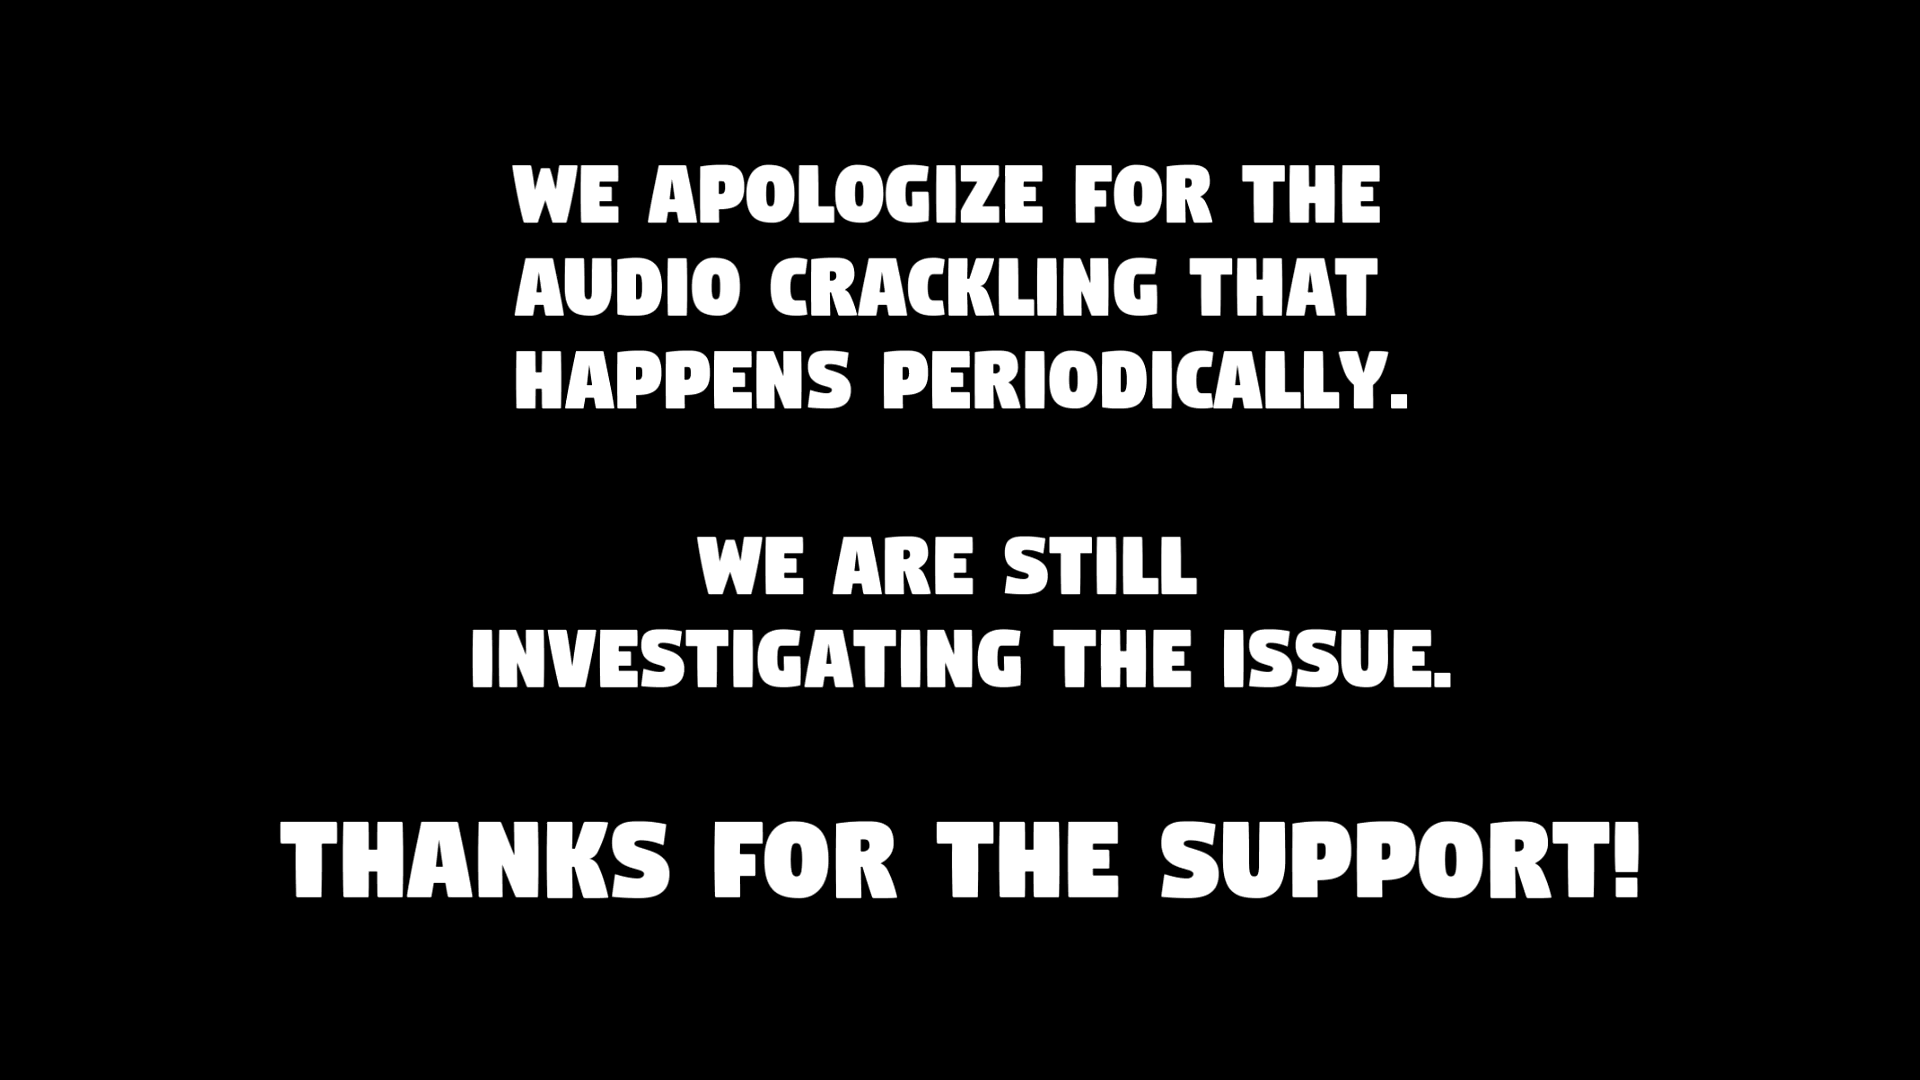 WE APOLOGIZE FOR THE
AUDIO CRACKLING THAT
HAPPENS PERIODICALLY.
WE ARE STILL
INVESTIGATING THE ISSUE.
THANKS FOR THE SUPPORT!